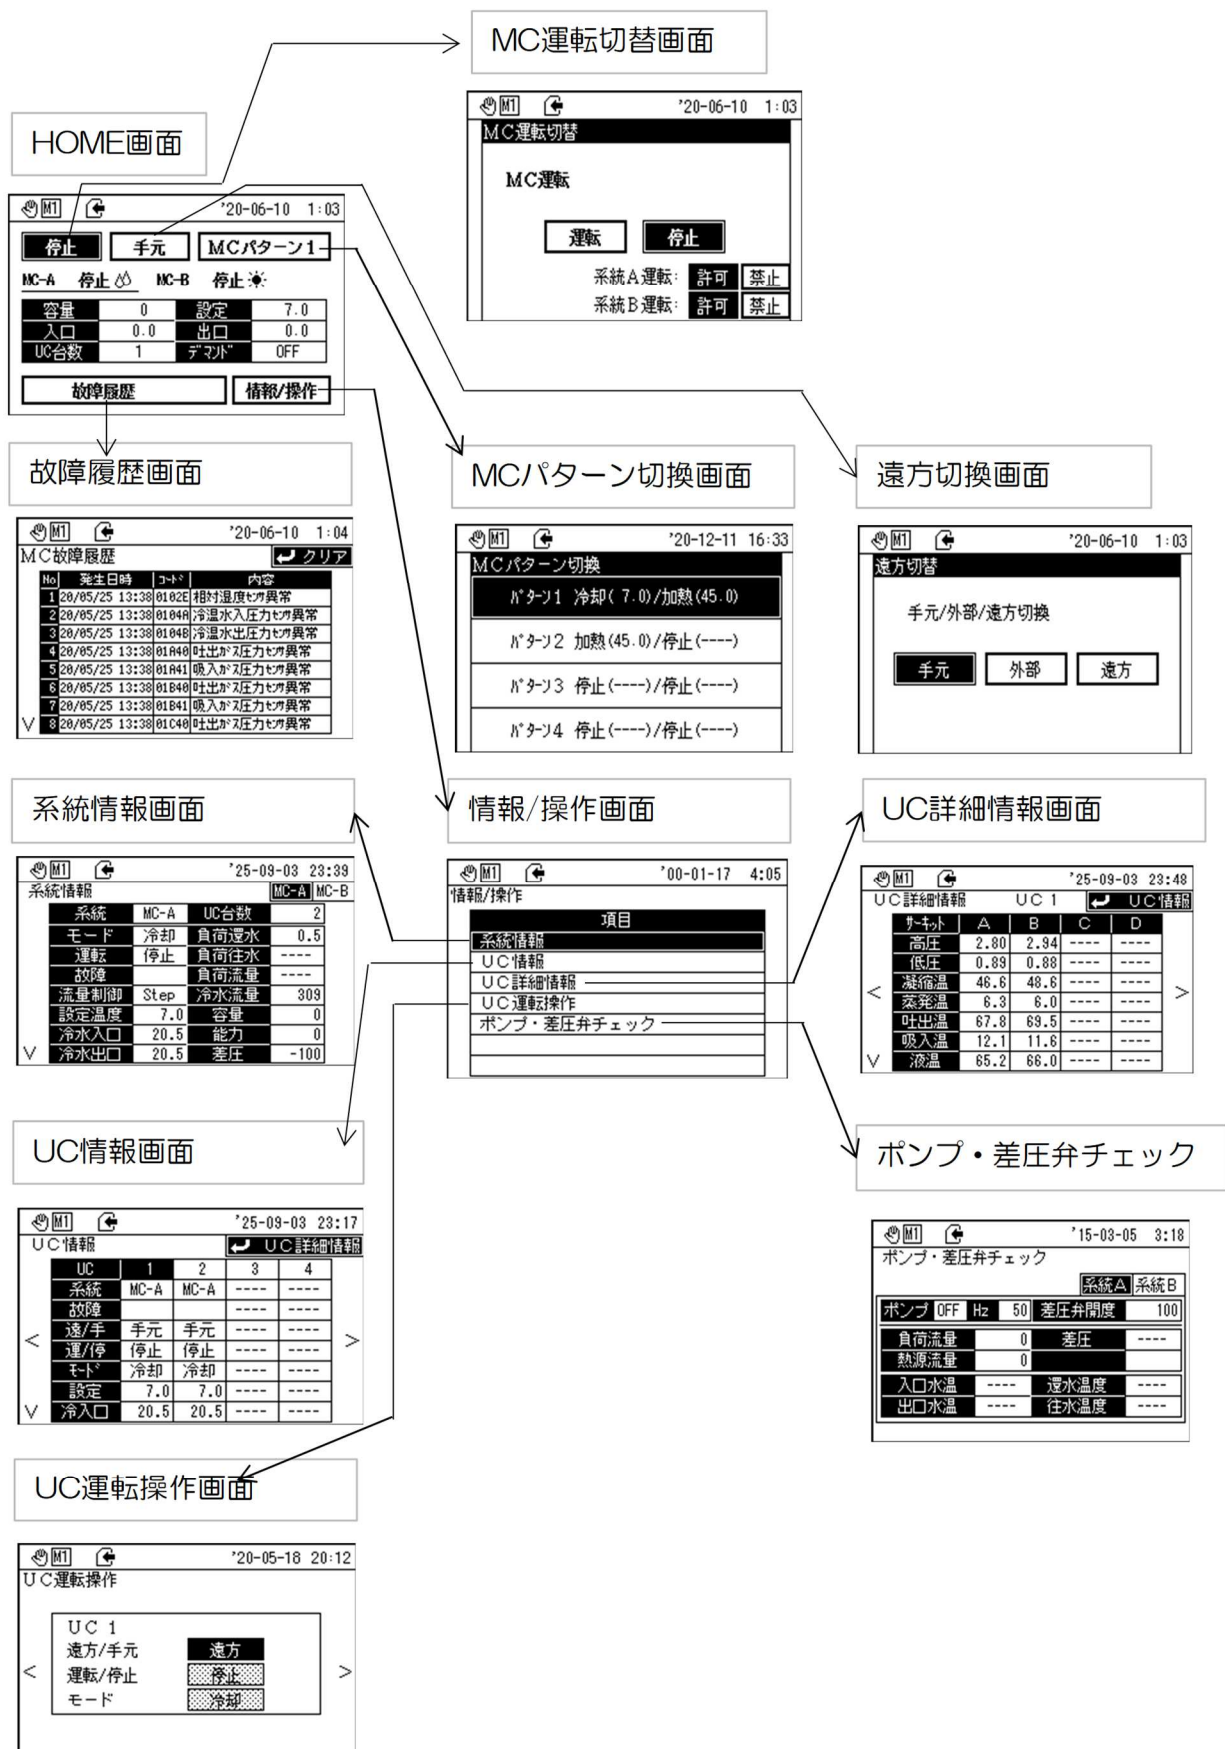 MC運転切替画面
M1 '20-06-10 1:03
MC運転切替
MC運転
運転 停止
系統A運転: 許可 禁止
系統B運転: 許可 禁止
HOME画面
M1 '20-06-10 1:03
停止 手元 MCパターン1
MC-A 停止 MC-B 停止
容量 0 設定 7.0
入口 0.0 出口 0.0
UC台数 1 デマンド OFF
故障履歴 情報/操作
故障履歴画面
M1 '20-06-10 1:04
MC故障履歴 クリア
No 発生日時 コード 内容
1 20/05/25 13:38 0102E 相対湿度センサ異常
2 20/05/25 13:38 0104A 冷温水入圧力センサ異常
3 20/05/25 13:38 0104B 冷温水出圧力センサ異常
4 20/05/25 13:38 01A40 吐出ガス圧力センサ異常
5 20/05/25 13:38 01A41 吸入ガス圧力センサ異常
6 20/05/25 13:38 01B40 吐出ガス圧力センサ異常
7 20/05/25 13:38 01B41 吸入ガス圧力センサ異常
∨ 8 20/05/25 13:38 01C40 吐出ガス圧力センサ異常
MCパターン切換画面
M1 '20-12-11 16:33
MCパターン切換
パターン1 冷却( 7.0)/加熱(45.0)
パターン2 加熱(45.0)/停止(----)
パターン3 停止(----)/停止(----)
パターン4 停止(----)/停止(----)
遠方切換画面
M1 '20-06-10 1:03
遠方切替
手元/外部/遠方切換
手元 外部 遠方
系統情報画面
M1 '25-09-03 23:39
系統情報 MC-A MC-B
系統 MC-A UC台数 2
モード 冷却 負荷還水 0.5
運転 停止 負荷往水 ----
故障 負荷流量 ----
流量制御 Step 冷水流量 309
設定温度 7.0 容量 0
冷水入口 20.5 能力 0
∨ 冷水出口 20.5 差圧 -100
情報/操作画面
M1 '00-01-17 4:05
情報/操作
項目
系統情報
UC情報
UC詳細情報
UC運転操作
ポンプ・差圧弁チェック
UC詳細情報画面
M1 '25-09-03 23:48
UC詳細情報 UC1 UC情報
サーキット A B C D
高圧 2.80 2.94 ---- ----
低圧 0.89 0.88 ---- ----
凝縮温 46.6 48.6 ---- ----
< 蒸発温 6.3 6.0 ---- ---- >
吐出温 67.8 69.5 ---- ----
吸入温 12.1 11.6 ---- ----
∨ 液温 65.2 66.0 ---- ----
UC情報画面
M1 '25-09-03 23:17
UC情報 UC詳細情報
UC 1 2 3 4
系統 MC-A MC-A ---- ----
故障 ---- ----
遠/手 手元 手元 ---- ----
< 運/停 停止 停止 ---- ---- >
モード 冷却 冷却 ---- ----
設定 7.0 7.0 ---- ----
∨ 冷入口 20.5 20.5 ---- ----
ポンプ・差圧弁チェック
M1 '15-03-05 3:18
ポンプ・差圧弁チェック
系統A 系統B
ポンプ OFF Hz 50 差圧弁開度 100
負荷流量 0 差圧 ----
熱源流量 0
入口水温 ---- 還水温度 ----
出口水温 ---- 往水温度 ----
UC運転操作画面
M1 '20-05-18 20:12
UC運転操作
UC 1
遠方/手元 遠方
< 運転/停止 停止 >
モード 冷却